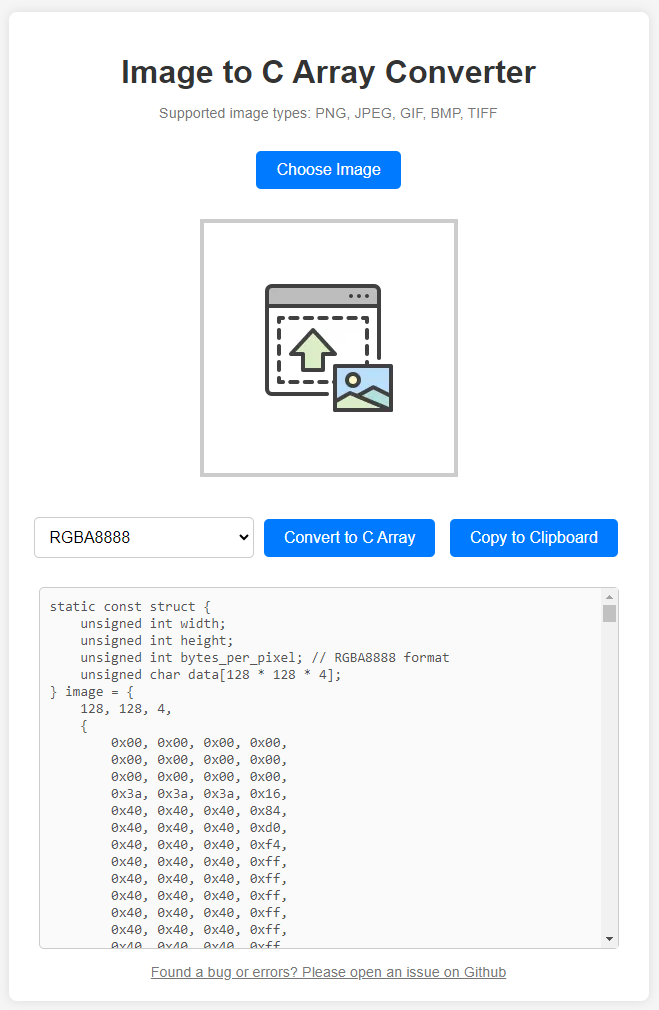 Image to C Array Converter
Supported image types: PNG, JPEG, GIF, BMP, TIFF
Choose Image
RGBA8888
Convert to C Array
Copy to Clipboard
static const struct {
    unsigned int width;
    unsigned int height;
    unsigned int bytes_per_pixel; // RGBA8888 format
    unsigned char data[128 * 128 * 4];
} image = {
    128, 128, 4,
    {
        0x00, 0x00, 0x00, 0x00,
        0x00, 0x00, 0x00, 0x00,
        0x00, 0x00, 0x00, 0x00,
        0x3a, 0x3a, 0x3a, 0x16,
        0x40, 0x40, 0x40, 0x84,
        0x40, 0x40, 0x40, 0xd0,
        0x40, 0x40, 0x40, 0xf4,
        0x40, 0x40, 0x40, 0xff,
        0x40, 0x40, 0x40, 0xff,
        0x40, 0x40, 0x40, 0xff,
        0x40, 0x40, 0x40, 0xff,
        0x40, 0x40, 0x40, 0xff,
        0x40, 0x40, 0x40, 0xff
Found a bug or errors? Please open an issue on Github